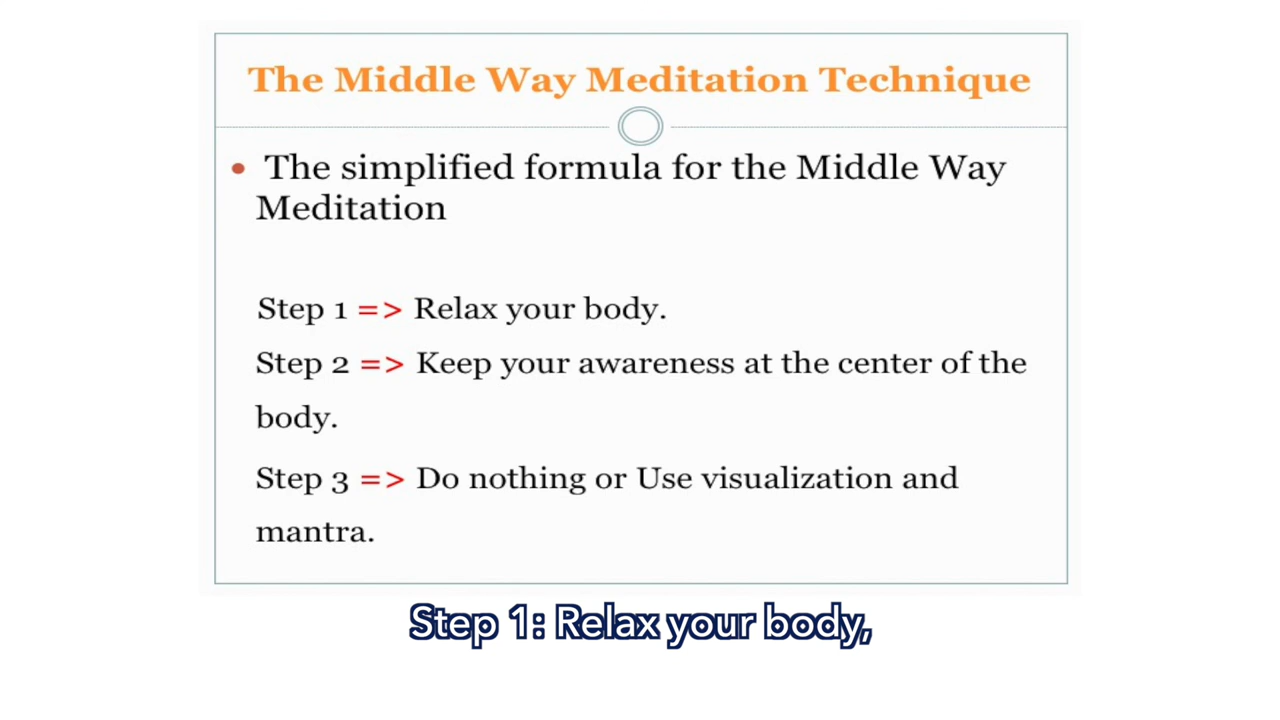 The Middle Way Meditation Technique
• The simplified formula for the Middle Way
Meditation
Step 1 => Relax your body.
Step 2 => Keep your awareness at the center of the
body.
Step 3 => Do nothing or Use visualization and
mantra.
Step 1: Relax your body,